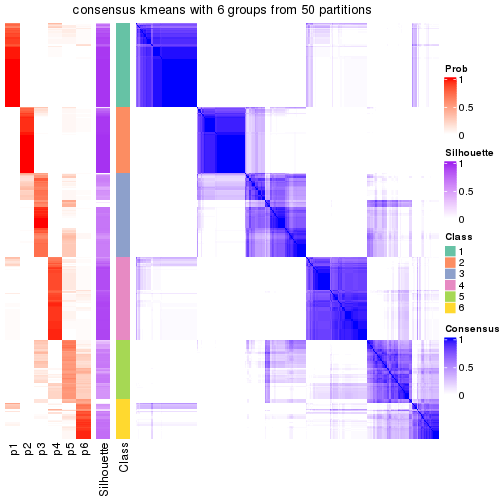 consensus kmeans with 6 groups from 50 partitions
Prob
1
0.5
0
Silhouette
1
0.5
0
Class
1
2
3
4
5
6
Consensus
1
0.5
0
p1
p2
p3
p4
p5
p6
Silhouette
Class